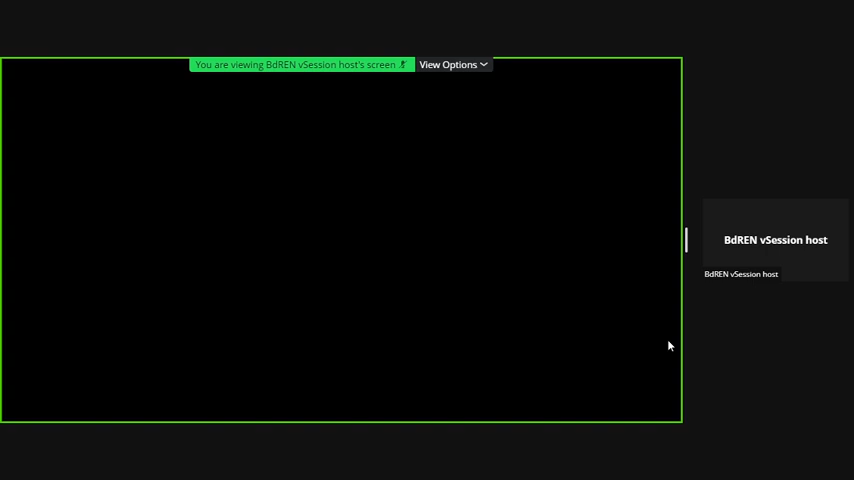 You are viewing BdREN vSession host's screen
View Options
BdREN vSession host
BdREN vSession host